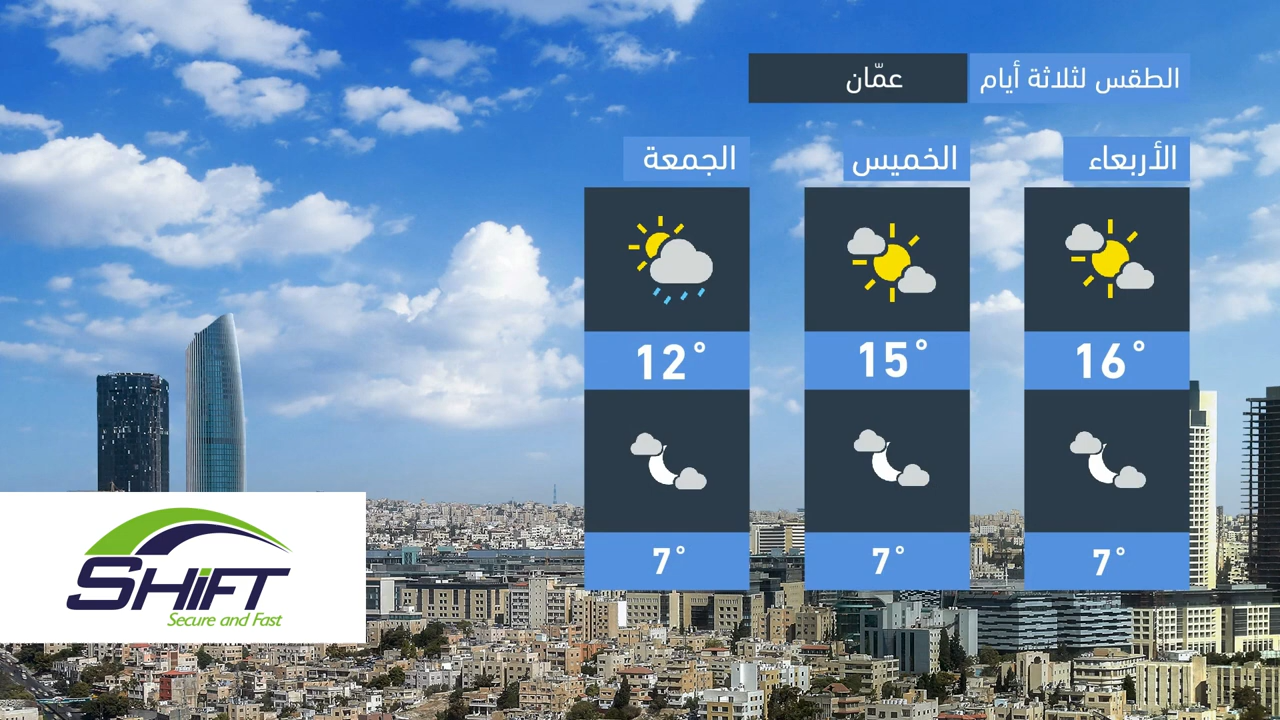 الطقس لثلاثة أيام
عمّان
الأربعاء
الخميس
الجمعة
16° 15° 12°
7° 7° 7°
SHiFT
Secure and Fast